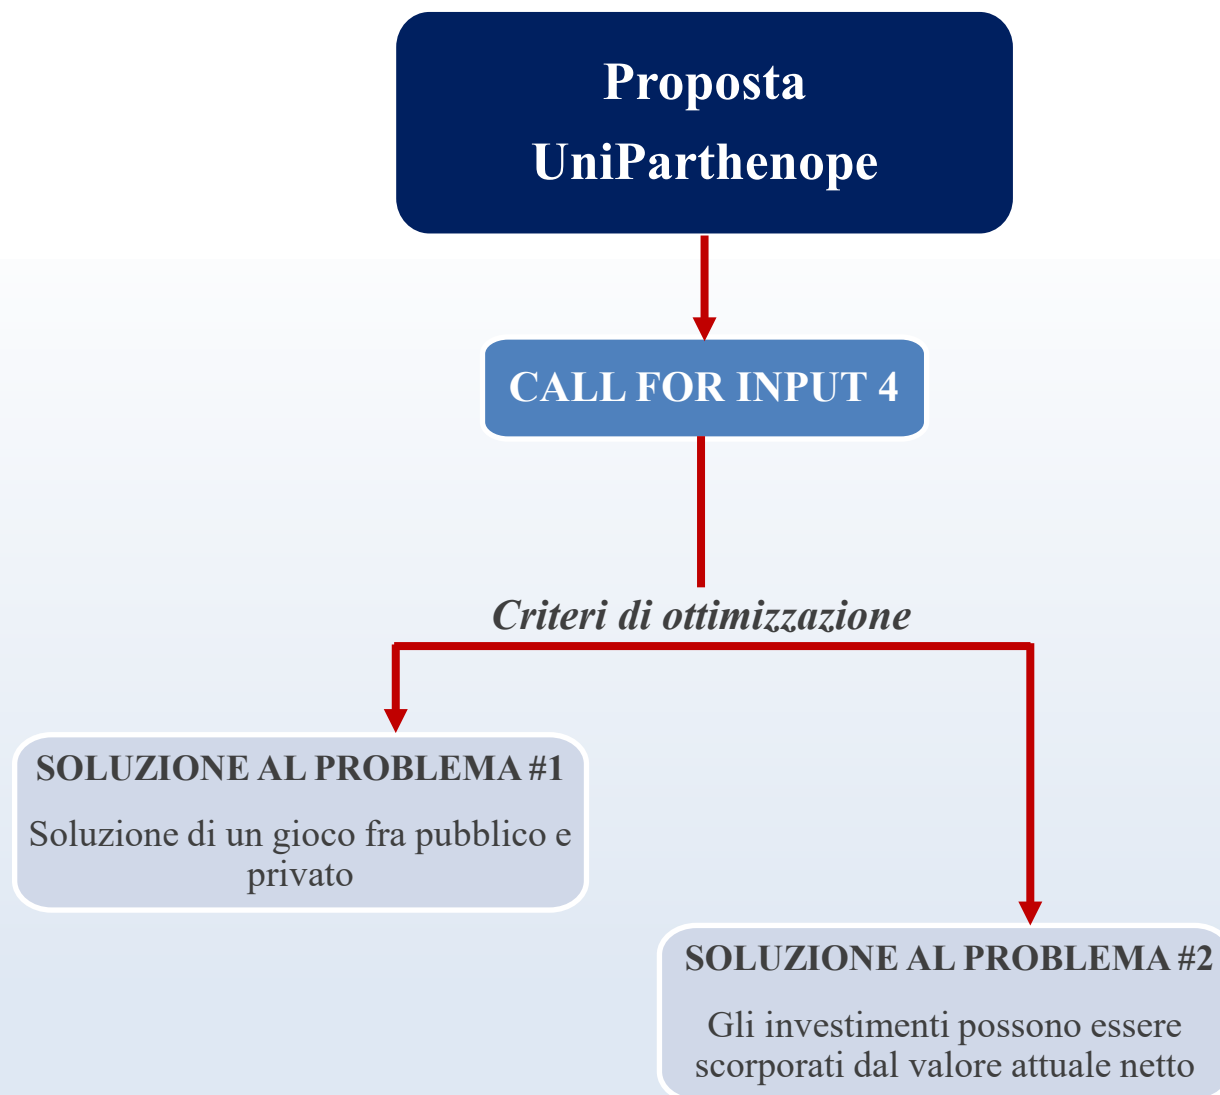 Proposta
UniParthenope
CALL FOR INPUT 4
Criteri di ottimizzazione
SOLUZIONE AL PROBLEMA #1
Soluzione di un gioco fra pubblico e
privato
SOLUZIONE AL PROBLEMA #2
Gli investimenti possono essere
scorporati dal valore attuale netto